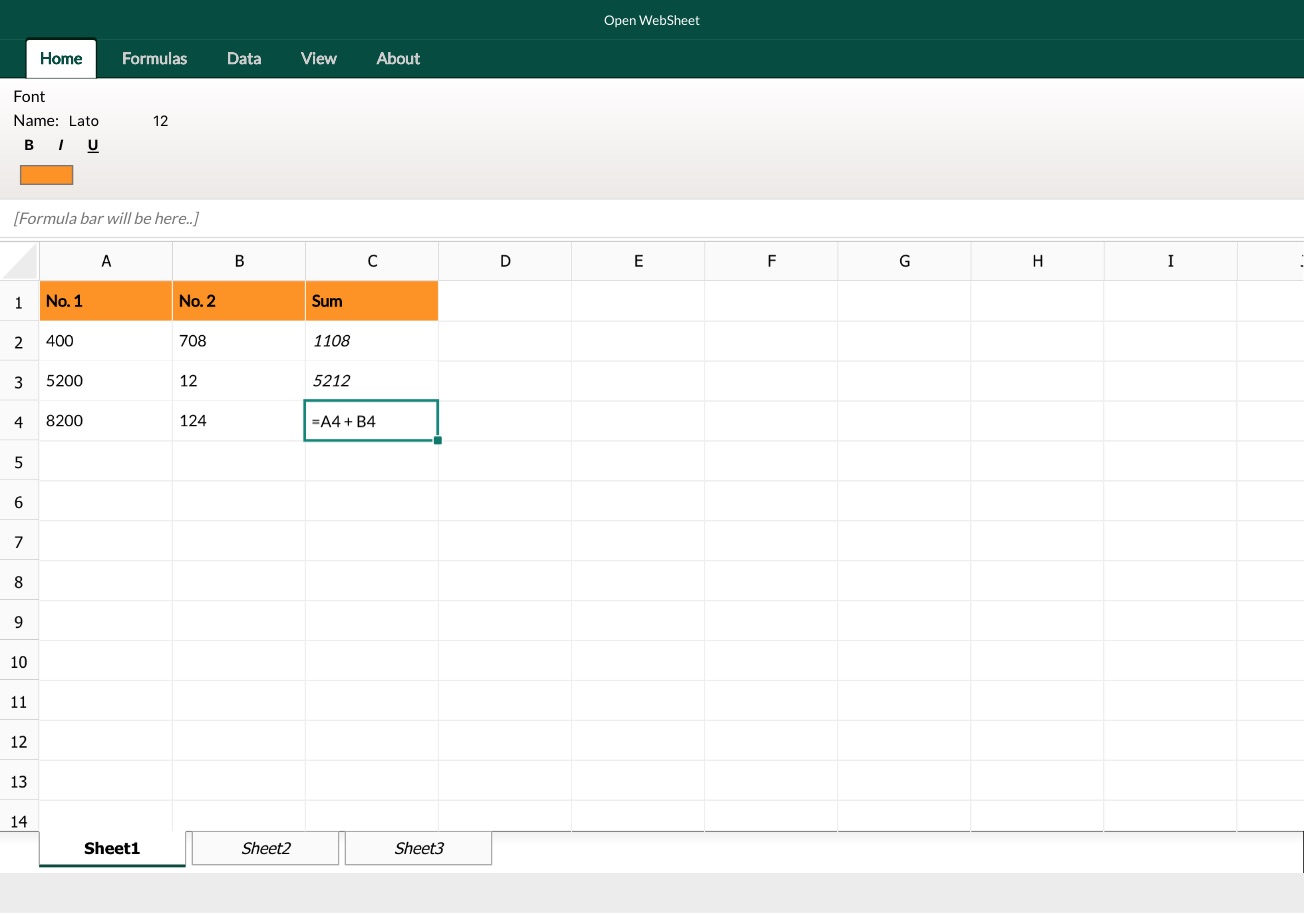 Open WebSheet
Home Formulas Data View About
Font
Name: Lato 12
B I U
[Formula bar will be here..]
A B C D E F G H I
1 No. 1 No. 2 Sum
2 400 708 1108
3 5200 12 5212
4 8200 124 =A4 + B4
5
6
7
8
9
10
11
12
13
14
Sheet1 Sheet2 Sheet3